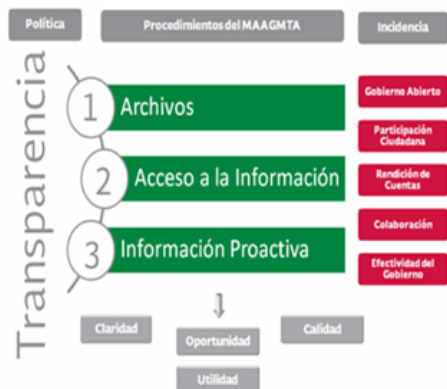 Política
Procedimientos del MAAGMTA
Incidencia
Transparencia
1
Archivos
2
Acceso a la Información
3
Información Proactiva
Gobierno Abierto
Participación
Ciudadana
Rendición de
Cuentas
Colaboración
Efectividad del
Gobierno
Claridad
Oportunidad
Calidad
Utilidad